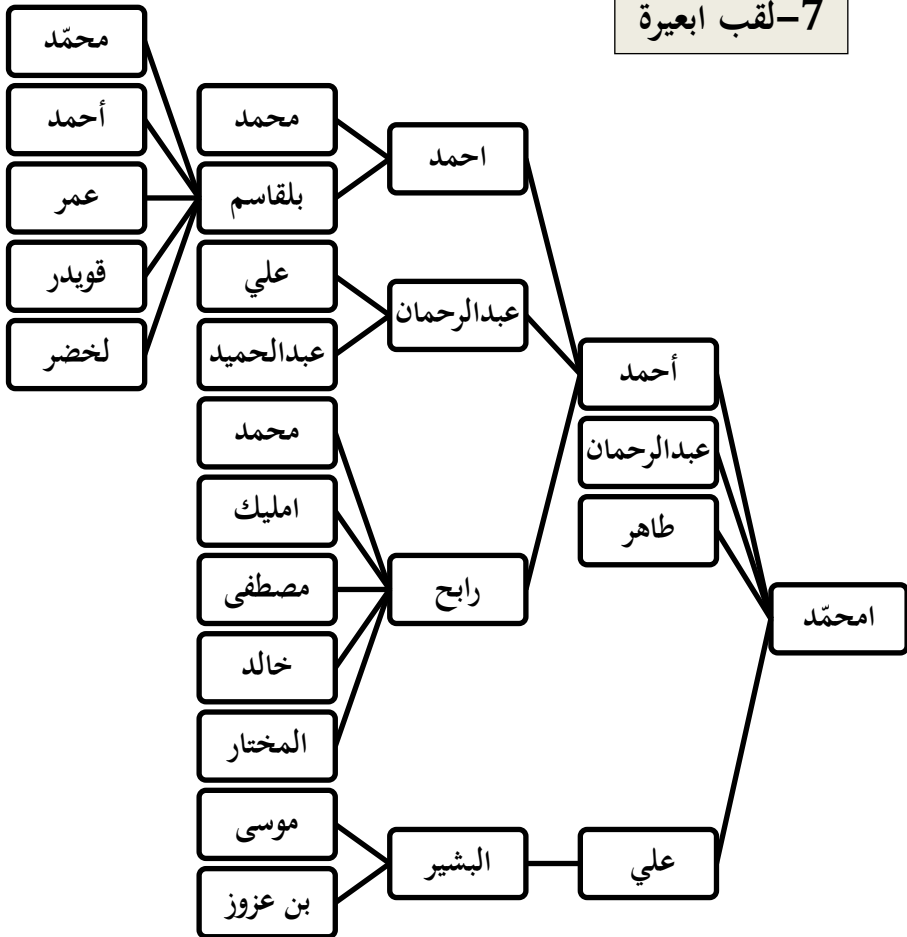 7-لقب ابعيرة
امحمّد
أحمد
عبدالرحمان
طاهر
علي
احمد
عبدالرحمان
رابح
البشير
محمد
بلقاسم
علي
عبدالحميد
محمد
امليك
مصطفى
خالد
المختار
موسى
بن عزوز
محمّد
أحمد
عمر
قويدر
لخضر